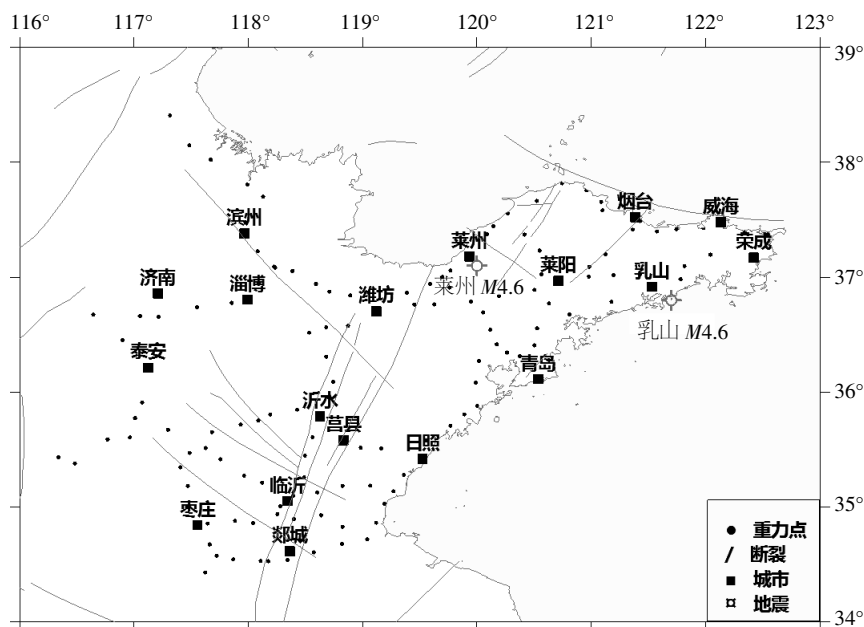 116° 117° 118° 119° 120° 121° 122° 123°
39°
38°
烟台 威海
滨州
莱州 荣成
莱阳 乳山
济南 37°
淄博 潍坊 莱州 M4.6
乳山 M4.6
泰安
青岛 36°
沂水
莒县
日照
临沂
枣庄 35°
郯城
重力点
断裂
城市
地震
34°